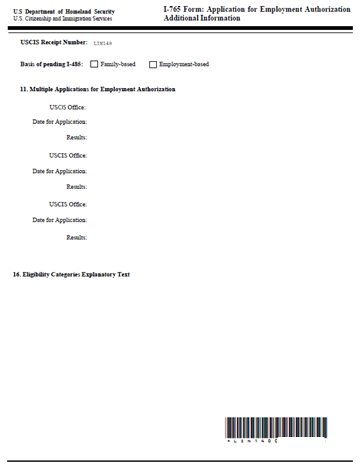 U.S Department of Homeland Security
U.S. Citizenship and Immigration Services
I-765 Form: Application for Employment Authorization
Additional Information
USCIS Receipt Number:
Basis of pending I-485: Family-based Employment-based
11. Multiple Applications for Employment Authorization
USCIS Office:
Date for Application:
Results:
USCIS Office:
Date for Application:
Results:
USCIS Office:
Date for Application:
Results:
16. Eligibility Categories Explanatory Text